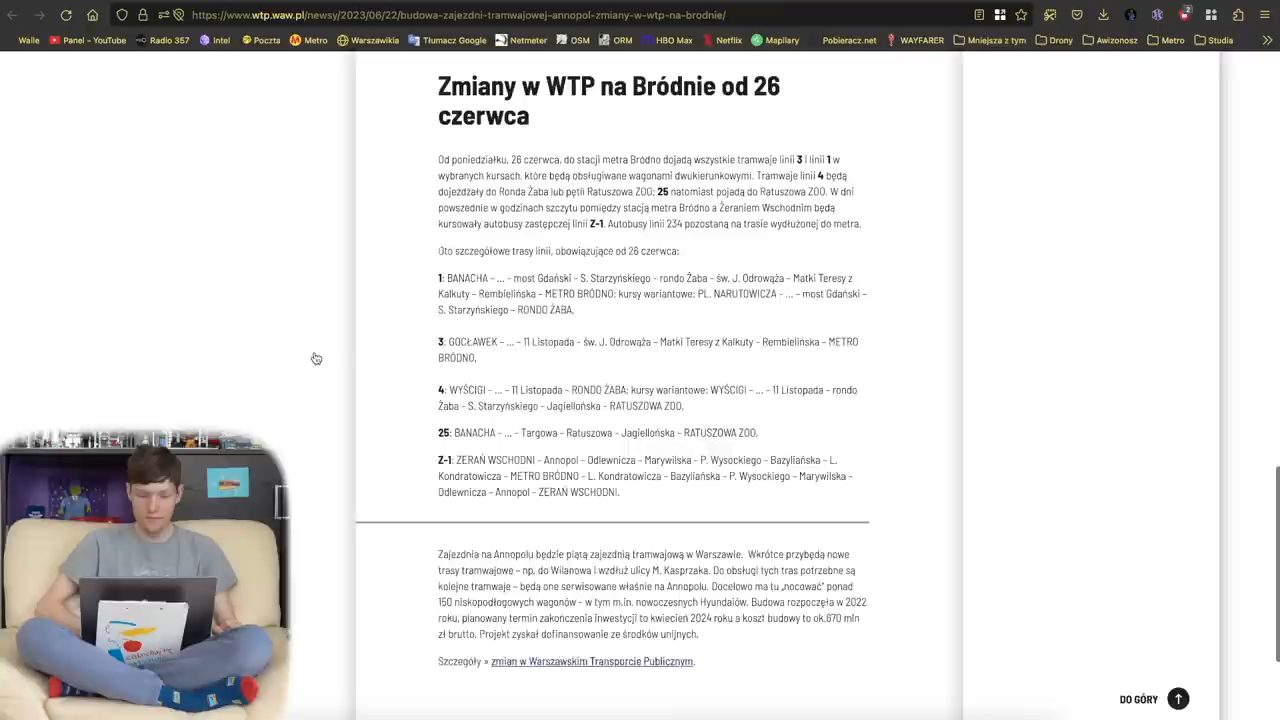 https://www.wtp.waw.pl/newsy/2023/06/22/budowa-zajezdni-tramwajowej-annopol-zmiany-w-wtp-na-brodnie/
2
Walle Panel - YouTube Radio 357 Intel Poczta Metro Warszawikia Tłumacz Google Netmeter OSM ORM HBO Max Netflix Mapillary Pobieracz.net WAYFARER Mniejsza z tym Drony Awizonosz Metro Studia
Zmiany w WTP na Bródnie od 26
czerwca
Od poniedziałku, 26 czerwca, do stacji metra Bródno dojadą wszystkie tramwaje linii 3 i linii 1 w
wybranych kursach, które będą obsługiwane wagonami dwukierunkowymi. Tramwaje linii 4 będą
dojeżdżały do Ronda Żaba lub pętli Ratuszowa ZOO; 25 natomiast pojadą do Ratuszowa ZOO. W dni
powszednie w godzinach szczytu pomiędzy stacją metra Bródno a Żeraniem Wschodnim będą
kursowały autobusy zastępczej linii Z-1. Autobusy linii 234 pozostaną na trasie wydłużonej do metra.
Oto szczegółowe trasy linii, obowiązujące od 26 czerwca:
1: BANACHA – ... – most Gdański – S. Starzyńskiego – rondo Żaba – św. J. Odrowąża – Matki Teresy z
Kalkuty – Rembielińska – METRO BRÓDNO; kursy wariantowe: PL. NARUTOWICZA – ... – most Gdański –
S. Starzyńskiego – RONDO ŻABA,
3: GOCŁAWEK – ... – 11 Listopada – św. J. Odrowąża – Matki Teresy z Kalkuty – Rembielińska – METRO
BRÓDNO,
4: WYŚCIGI – ... – 11 Listopada – RONDO ŻABA; kursy wariantowe: WYŚCIGI – ... – 11 Listopada – rondo
Żaba – S. Starzyńskiego – Jagiellońska – RATUSZOWA ZOO,
25: BANACHA – ... – Targowa – Ratuszowa – Jagiellońska – RATUSZOWA ZOO,
Z-1: ŻERAŃ WSCHODNI – Annopol – Odlewnicza – Marywilska – P. Wysockiego – Bazyliańska – L.
Kondratowicza – METRO BRÓDNO – L. Kondratowicza – Bazyliańska – P. Wysockiego – Marywilska –
Odlewnicza – Annopol – ŻERAŃ WSCHODNI.
Zajezdnia na Annopolu będzie piątą zajezdnią tramwajową w Warszawie. Wkrótce przybędą nowe
trasy tramwajowe – np. do Wilanowa i wzdłuż ulicy M. Kasprzaka. Do obsługi tych tras potrzebne są
kolejne tramwaje – będą one serwisowane właśnie na Annopolu. Docelowo ma tu „nocować" ponad
150 niskopodłogowych wagonów – w tym m.in. nowoczesnych Hyundaiów. Budowa rozpoczęła w 2022
roku, planowany termin zakończenia inwestycji to kwiecień 2024 roku a koszt budowy to ok.670 mln
zł brutto. Projekt zyskał dofinansowanie ze środków unijnych.
Szczegóły » zmian w Warszawskim Transporcie Publicznym.
DO GÓRY